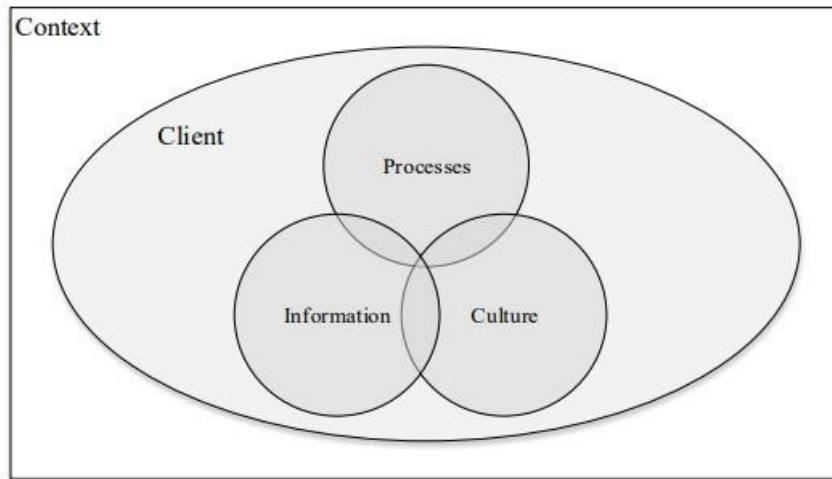 Context
Client
Processes
Information
Culture